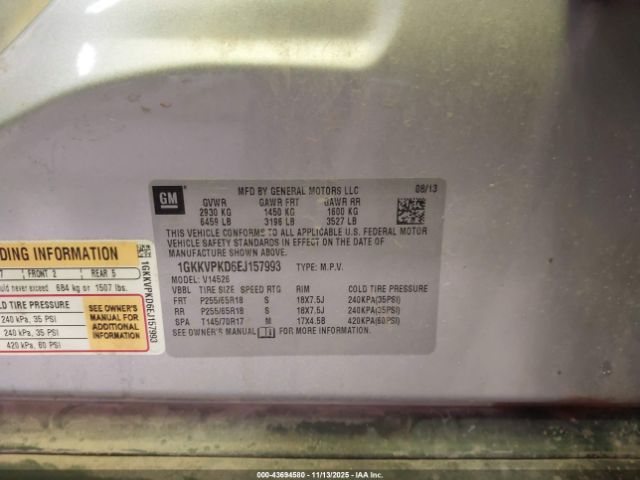 GM
MFD BY GENERAL MOTORS LLC 08/13
GVWR GAWR FRT GAWR RR
2930 KG 1450 KG 1600 KG
6459 LB 3196 LB 3527 LB
THIS VEHICLE CONFORMS TO ALL APPLICABLE U.S. FEDERAL MOTOR
VEHICLE SAFETY STANDARDS IN EFFECT ON THE DATE OF
MANUFACTURE SHOWN ABOVE.
1GKKVPKD6EJ157993 TYPE: M.P.V.
MODEL: V14526
VBBL TIRE SIZE SPEED RTG RIM COLD TIRE PRESSURE
FRT P255/65R18 S 18X7.5J 240KPA(35PSI)
RR P255/65R18 S 18X7.5J 240KPA(35PSI)
SPA T145/70R17 M 17X4.5B 420KPA(60PSI)
SEE OWNER'S MANUAL FOR MORE INFORMATION.
DING INFORMATION
7 FRONT 2 REAR 5
ould never exceed 684 kg or 1507 lbs.
COLD TIRE PRESSURE
240 kPa, 35 PSI
240 kPa, 35 PSI
420 kPa, 60 PSI
SEE OWNER'S
MANUAL FOR
ADDITIONAL
INFORMATION
1GKKVPKD6EJ157993
000-43694580 - 11/13/2025 - IAA Inc.